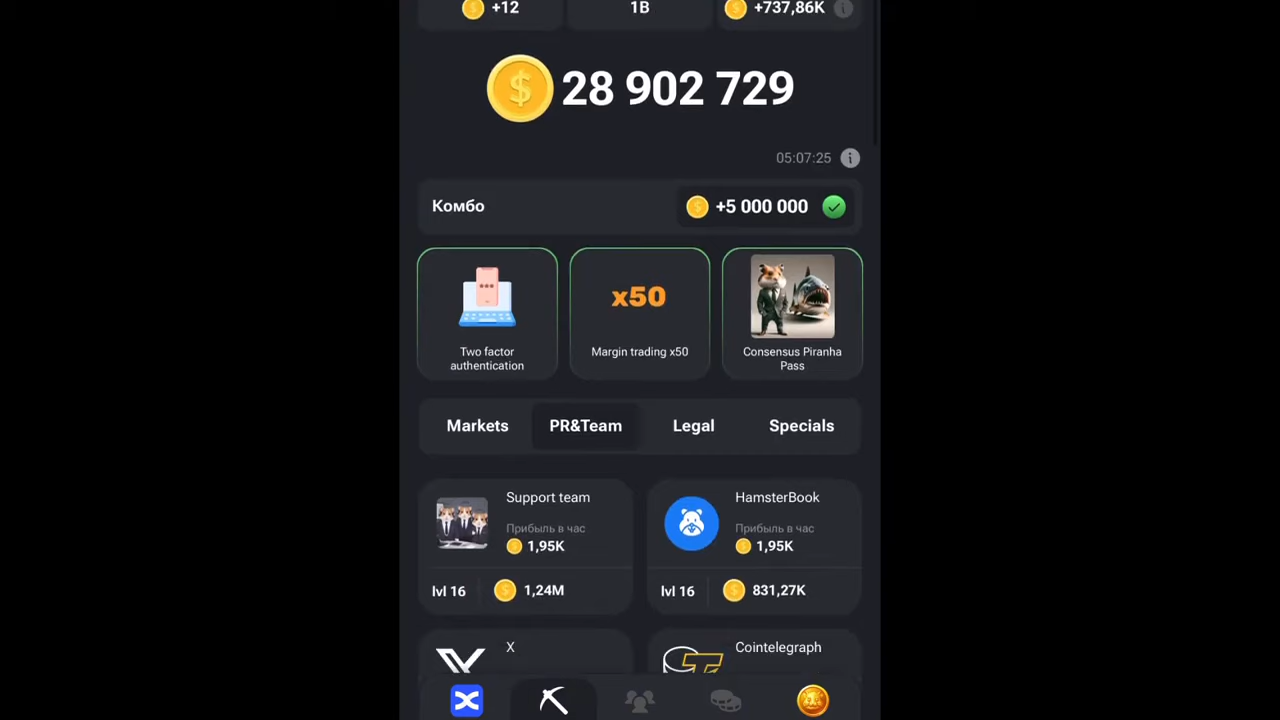 +12
1B
+737,86K
28 902 729
05:07:25
Комбо
+5 000 000
Two factor
authentication
x50
Margin trading x50
Consensus Piranha
Pass
Markets
PR&Team
Legal
Specials
Support team
Прибыль в час
1,95K
lvl 16
1,24M
HamsterBook
Прибыль в час
1,95K
lvl 16
831,27K
X
Cointelegraph